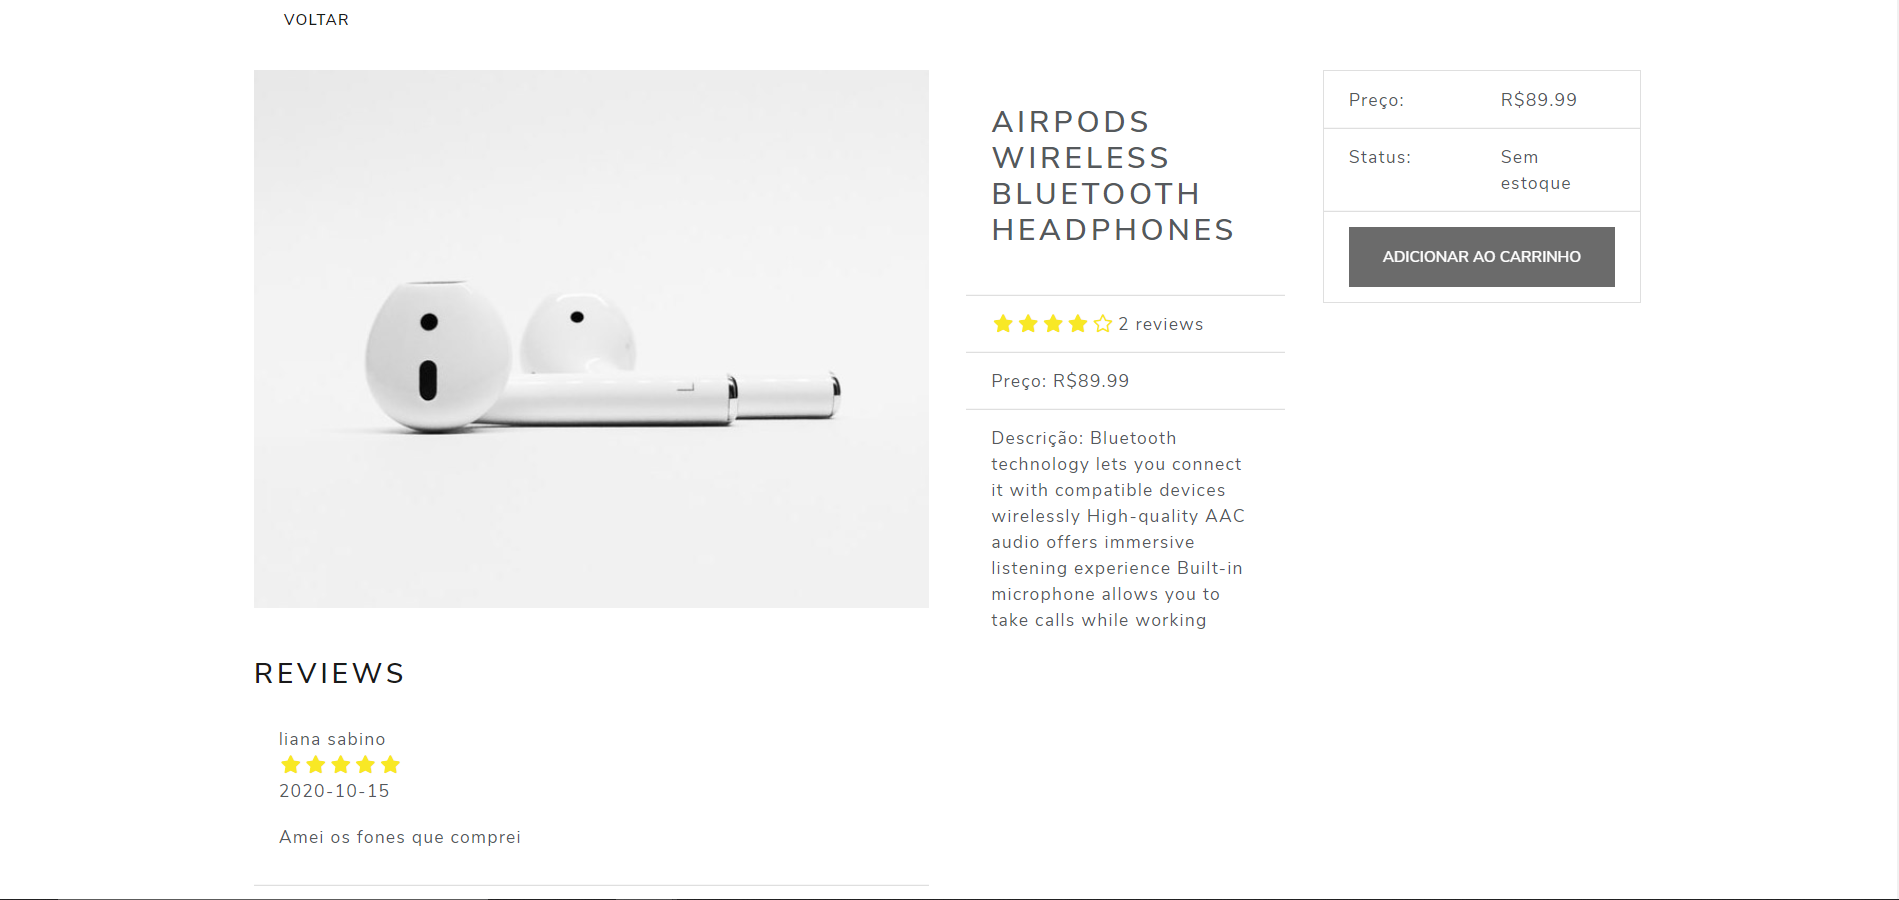 VOLTAR
AIRPODS
WIRELESS
BLUETOOTH
HEADPHONES
2 reviews
Preço: R$89.99
Descrição: Bluetooth
technology lets you connect
it with compatible devices
wirelessly High-quality AAC
audio offers immersive
listening experience Built-in
microphone allows you to
take calls while working
Preço: R$89.99
Status: Sem
estoque
ADICIONAR AO CARRINHO
REVIEWS
liana sabino
2020-10-15
Amei os fones que comprei